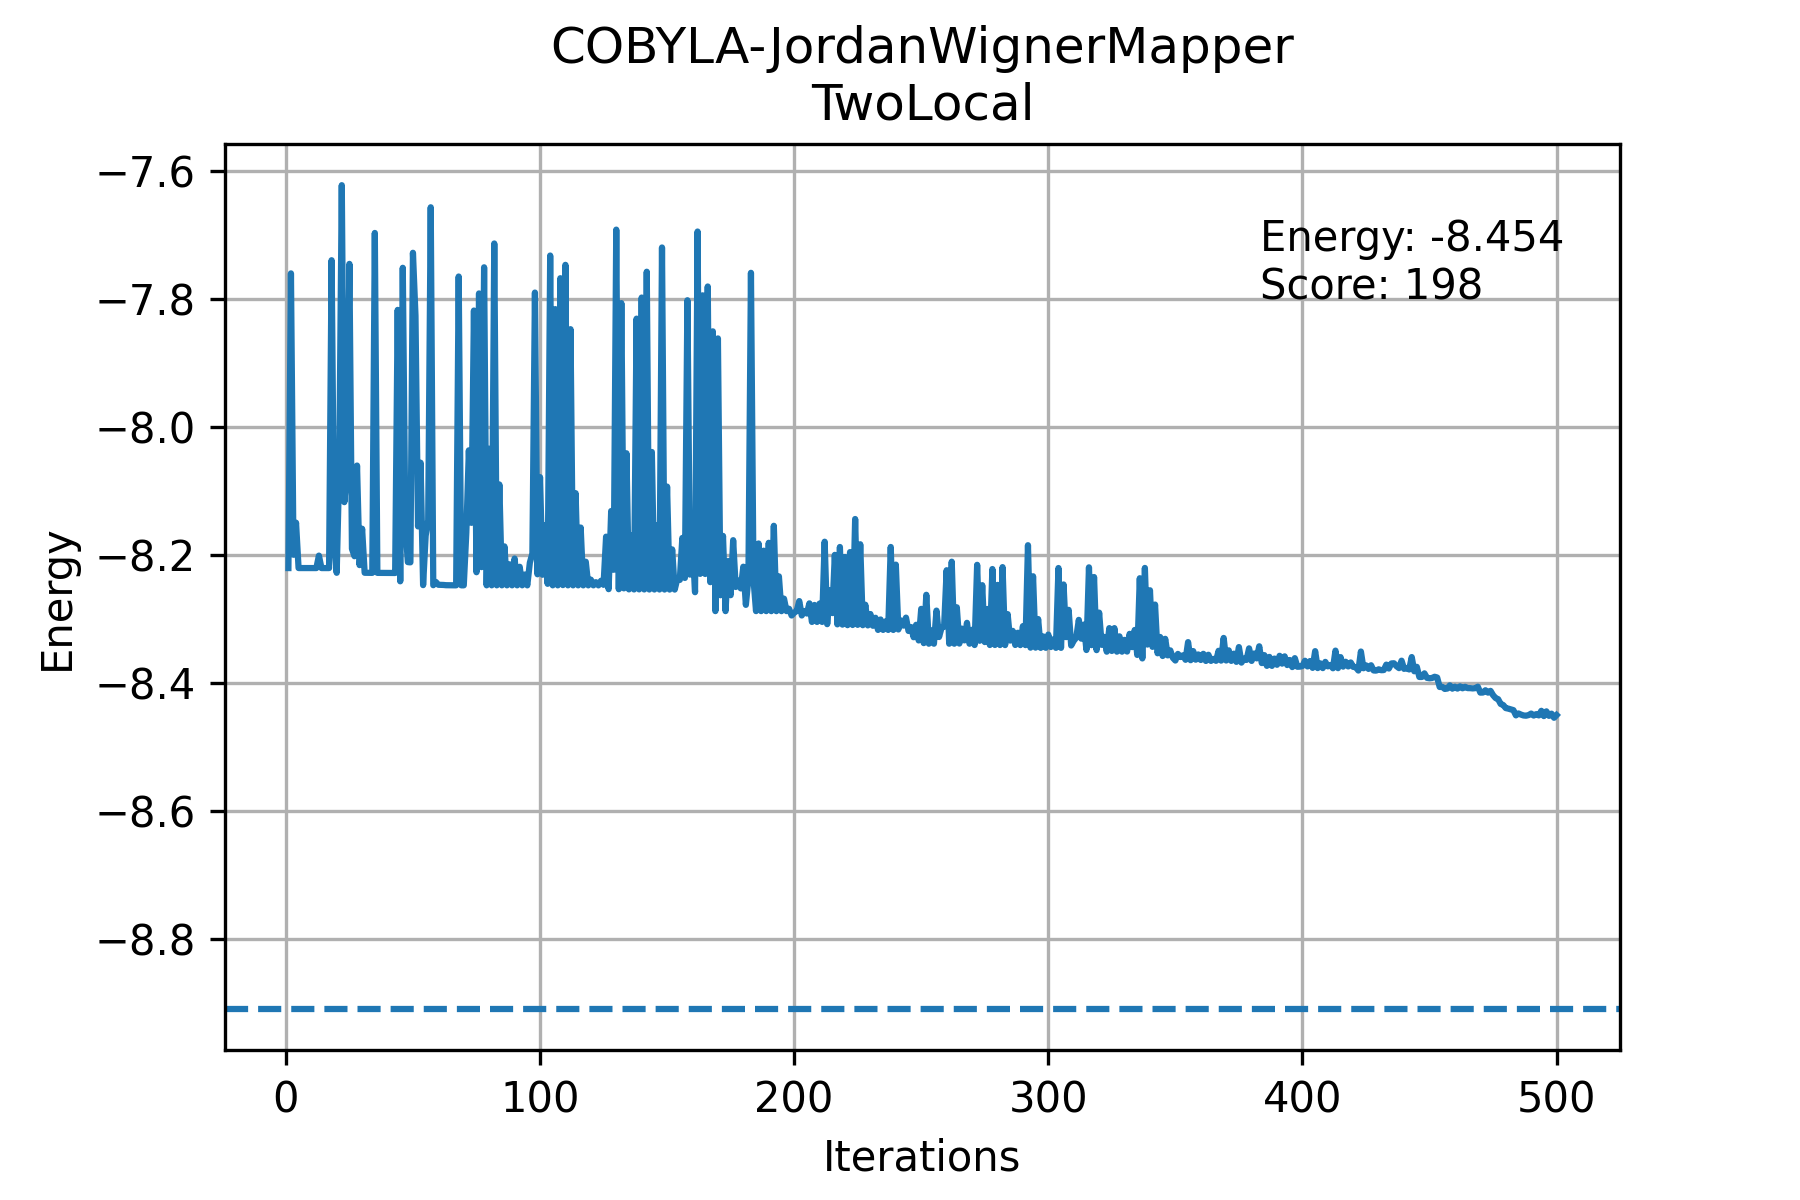 COBYLA-JordanWignerMapper
TwoLocal
−7.6
−7.8
−8.0
−8.2
−8.4
−8.6
−8.8
Energy
Energy: -8.454
Score: 198
0 100 200 300 400 500
Iterations